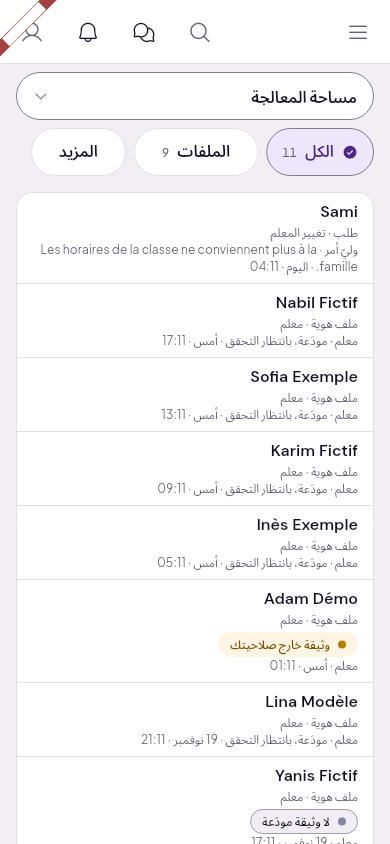 مساحة المعالجة
الكل 11
الملفات 9
المزيد
Sami
طلب · تغيير المعلم
وليّ أمر · Les horaires de la classe ne conviennent plus à la
famille. · اليوم · 04:11
Nabil Fictif
ملف هوية · معلم
معلم · مودَعة، بانتظار التحقق · أمس · 17:11
Sofia Exemple
ملف هوية · معلم
معلم · مودَعة، بانتظار التحقق · أمس · 13:11
Karim Fictif
ملف هوية · معلم
معلم · مودَعة، بانتظار التحقق · أمس · 09:11
Inès Exemple
ملف هوية · معلم
معلم · مودَعة، بانتظار التحقق · أمس · 05:11
Adam Démo
ملف هوية · معلم
وثيقة خارج صلاحيتك
معلم · أمس · 01:11
Lina Modèle
ملف هوية · معلم
معلم · مودَعة، بانتظار التحقق · 19 نوفمبر · 21:11
Yanis Fictif
ملف هوية · معلم
لا وثيقة مودَعة
معلم · 19 نوفمبر · 17:11